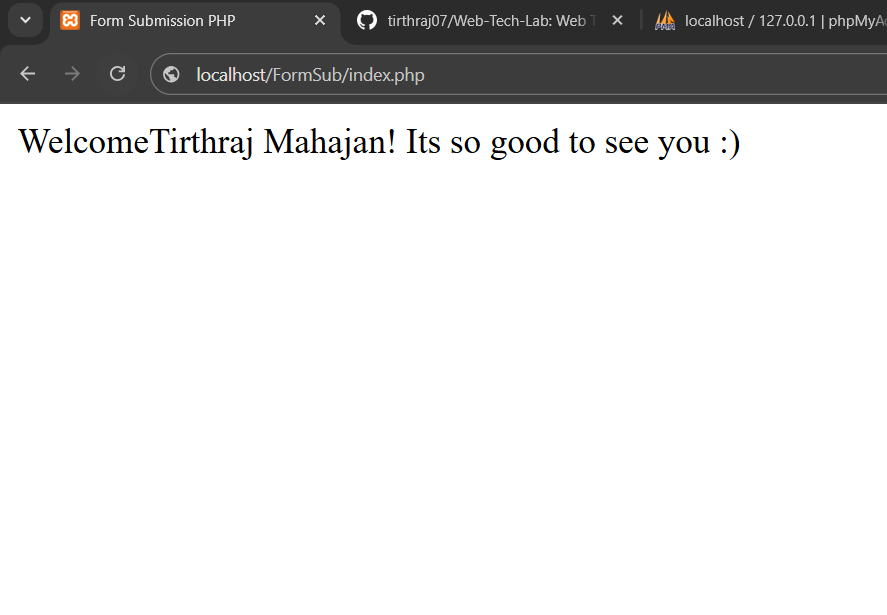 Form Submission PHP
tirthraj07/Web-Tech-Lab: Web
localhost / 127.0.0.1 | phpMyA
localhost/FormSub/index.php
WelcomeTirthraj Mahajan! Its so good to see you :)